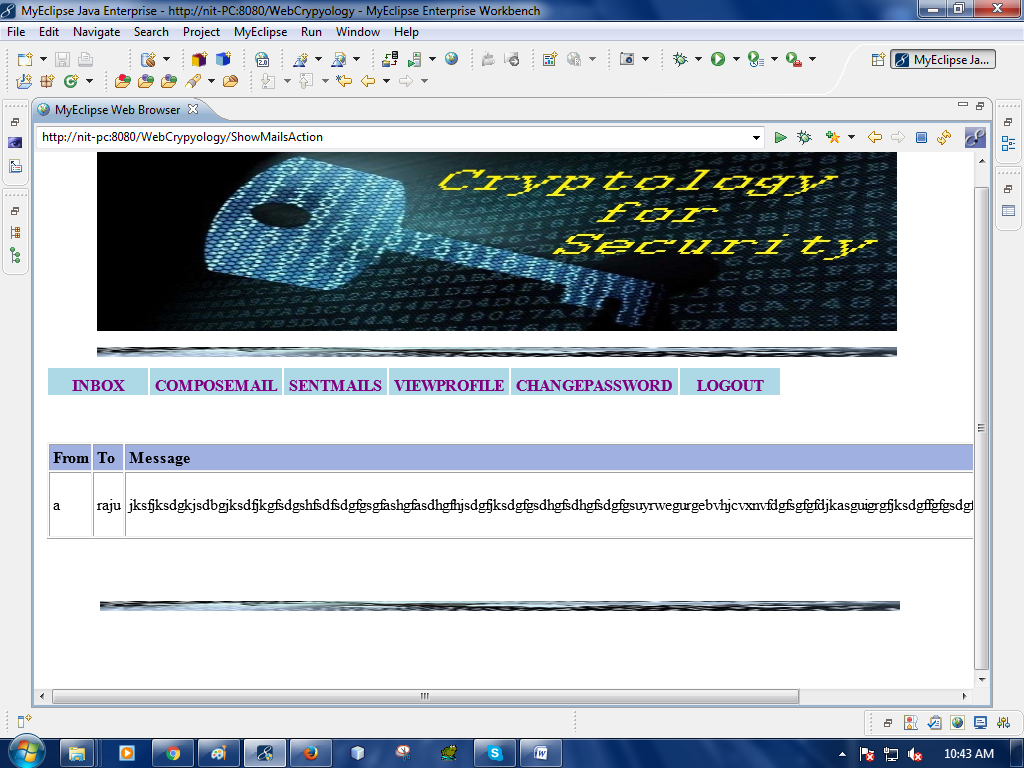 MyEclipse Java Enterprise - http://nit-PC:8080/WebCrypyology - MyEclipse Enterprise Workbench
File Edit Navigate Search Project MyEclipse Run Window Help
MyEclipse Ja...
MyEclipse Web Browser
http://nit-pc:8080/WebCrypyology/ShowMailsAction
Cryptology
for
Security
INBOX COMPOSEMAIL SENTMAILS VIEWPROFILE CHANGEPASSWORD LOGOUT
From To Message
a raju
10:43 AM